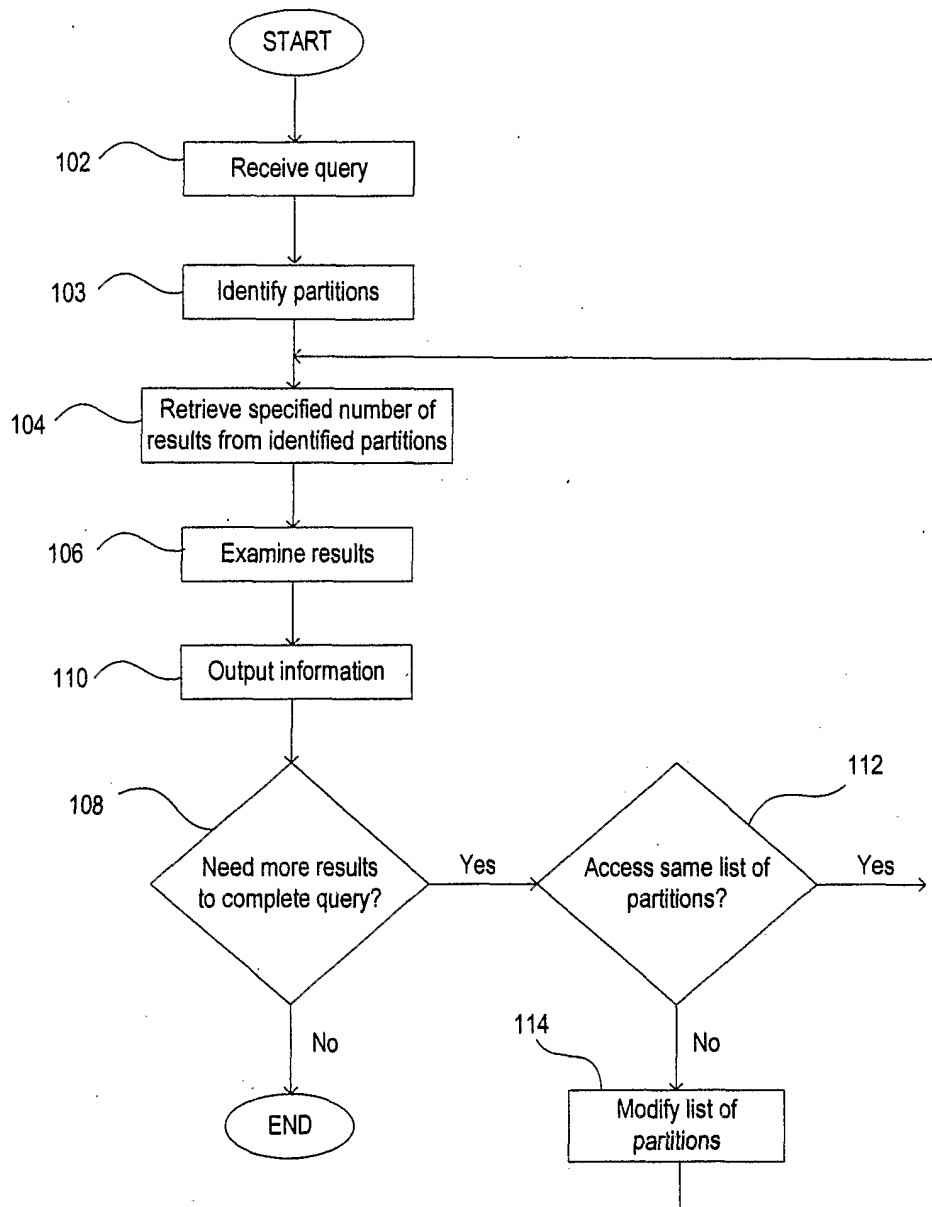 START
102
Receive query
103
Identify partitions
104
Retrieve specified number of
results from identified partitions
106
Examine results
110
Output information
108
Need more results
to complete query?
Yes
112
Access same list of
partitions?
Yes
No
END
114
No
Modify list of
partitions